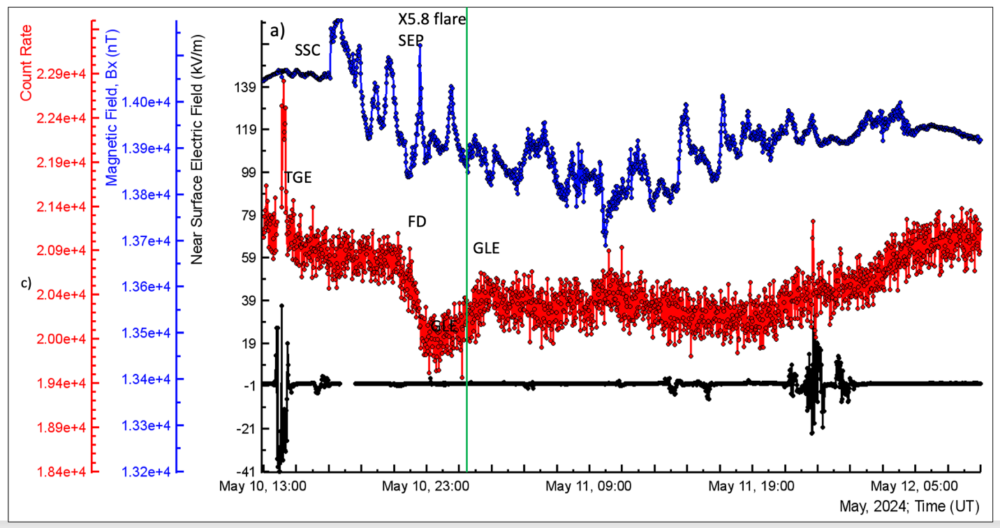 X5.8 flare
SEP
a)
SSC
TGE
FD
GLE
GLE
c)
Count Rate
2.29e+4
2.24e+4
2.19e+4
2.14e+4
2.09e+4
2.04e+4
2.00e+4
1.94e+4
1.89e+4
1.84e+4
Magnetic Field, Bx (nT)
1.40e+4
1.39e+4
1.38e+4
1.37e+4
1.36e+4
1.35e+4
1.34e+4
1.33e+4
1.32e+4
Near Surface Electric Field (kV/m)
139
119
99
79
59
39
19
-1
-21
-41
May 10, 13:00
May 10, 23:00
May 11, 09:00
May 11, 19:00
May 12, 05:00
May, 2024; Time (UT)